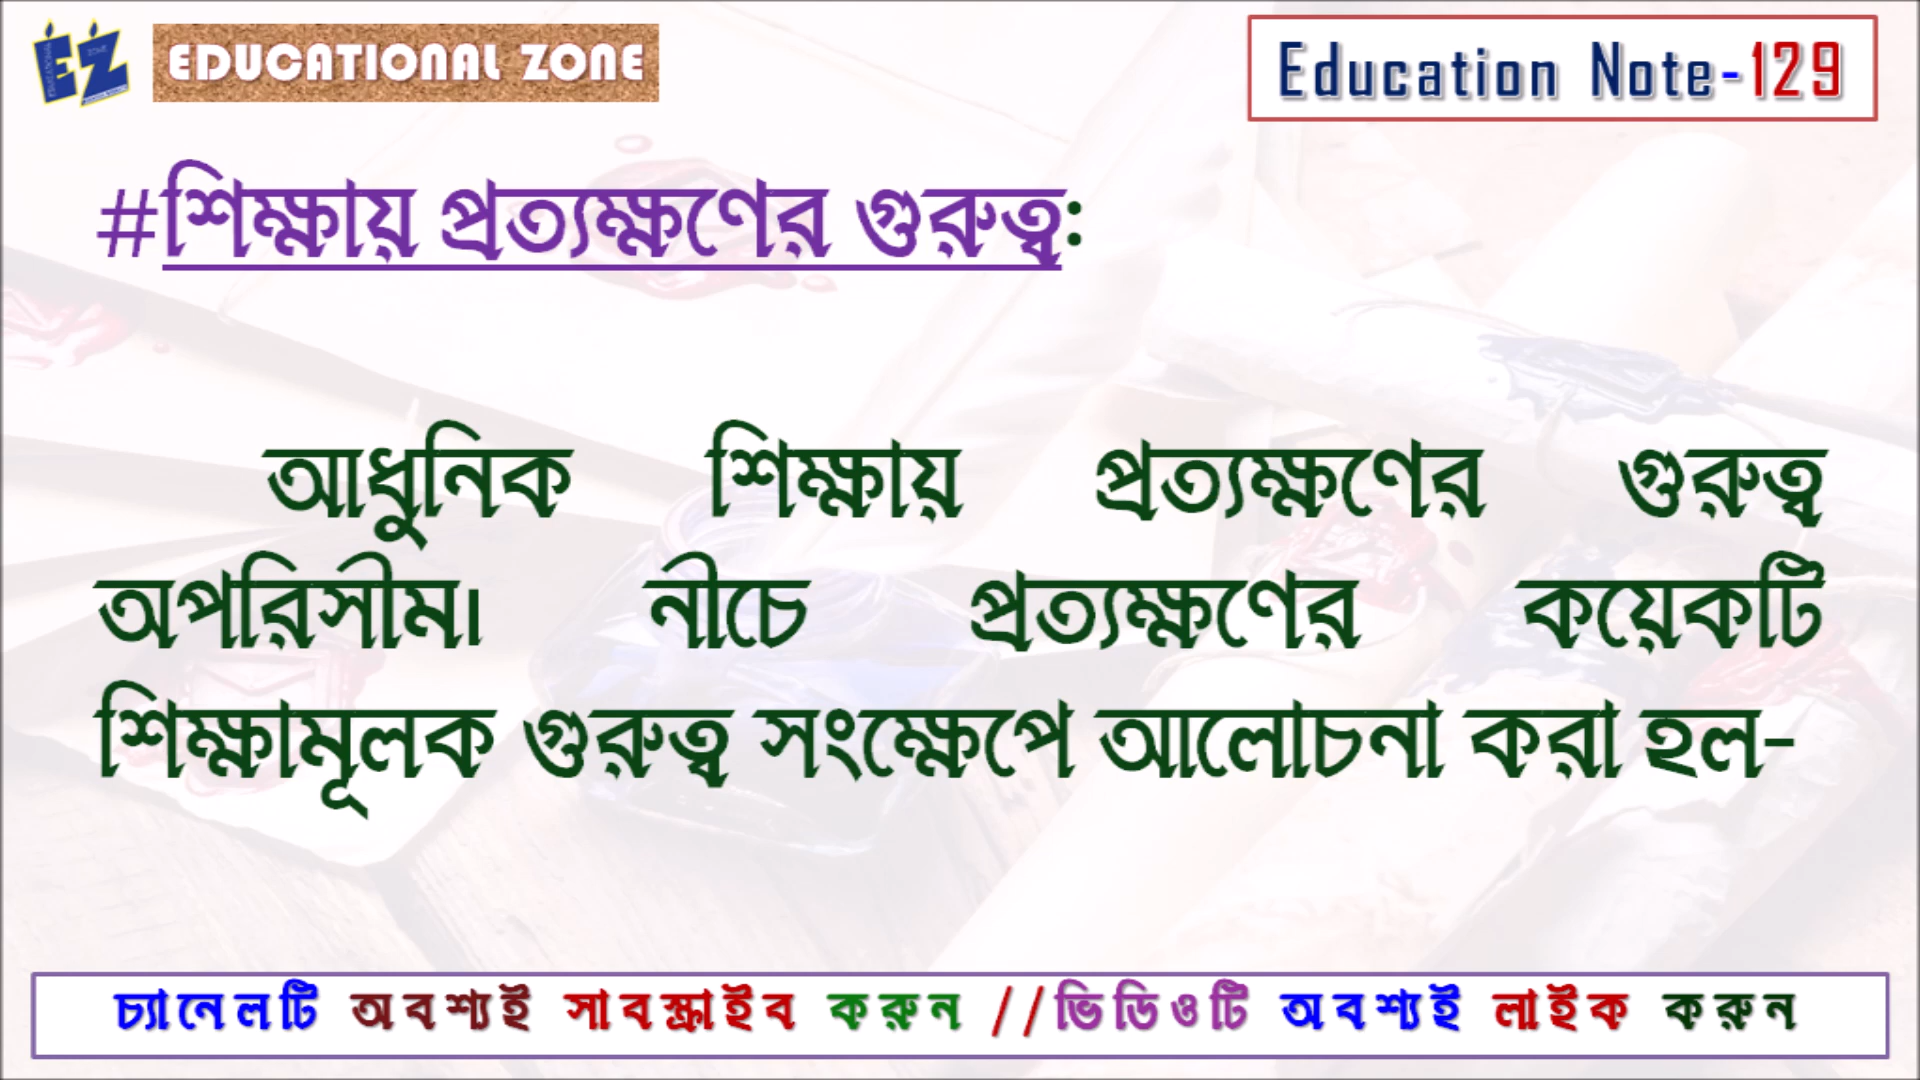 EZ EDUCATIONAL ZONE
Education Note-129
#শিক্ষায় প্রত্যক্ষণের গুরুত্ব:
আধুনিক শিক্ষায় প্রত্যক্ষণের গুরুত্ব
অপরিসীম। নীচে প্রত্যক্ষণের কয়েকটি
শিক্ষামূলক গুরুত্ব সংক্ষেপে আলোচনা করা হল-
চ্যানেলটি অবশ্যই সাবস্ক্রাইব করুন //ভিডিওটি অবশ্যই লাইক করুন